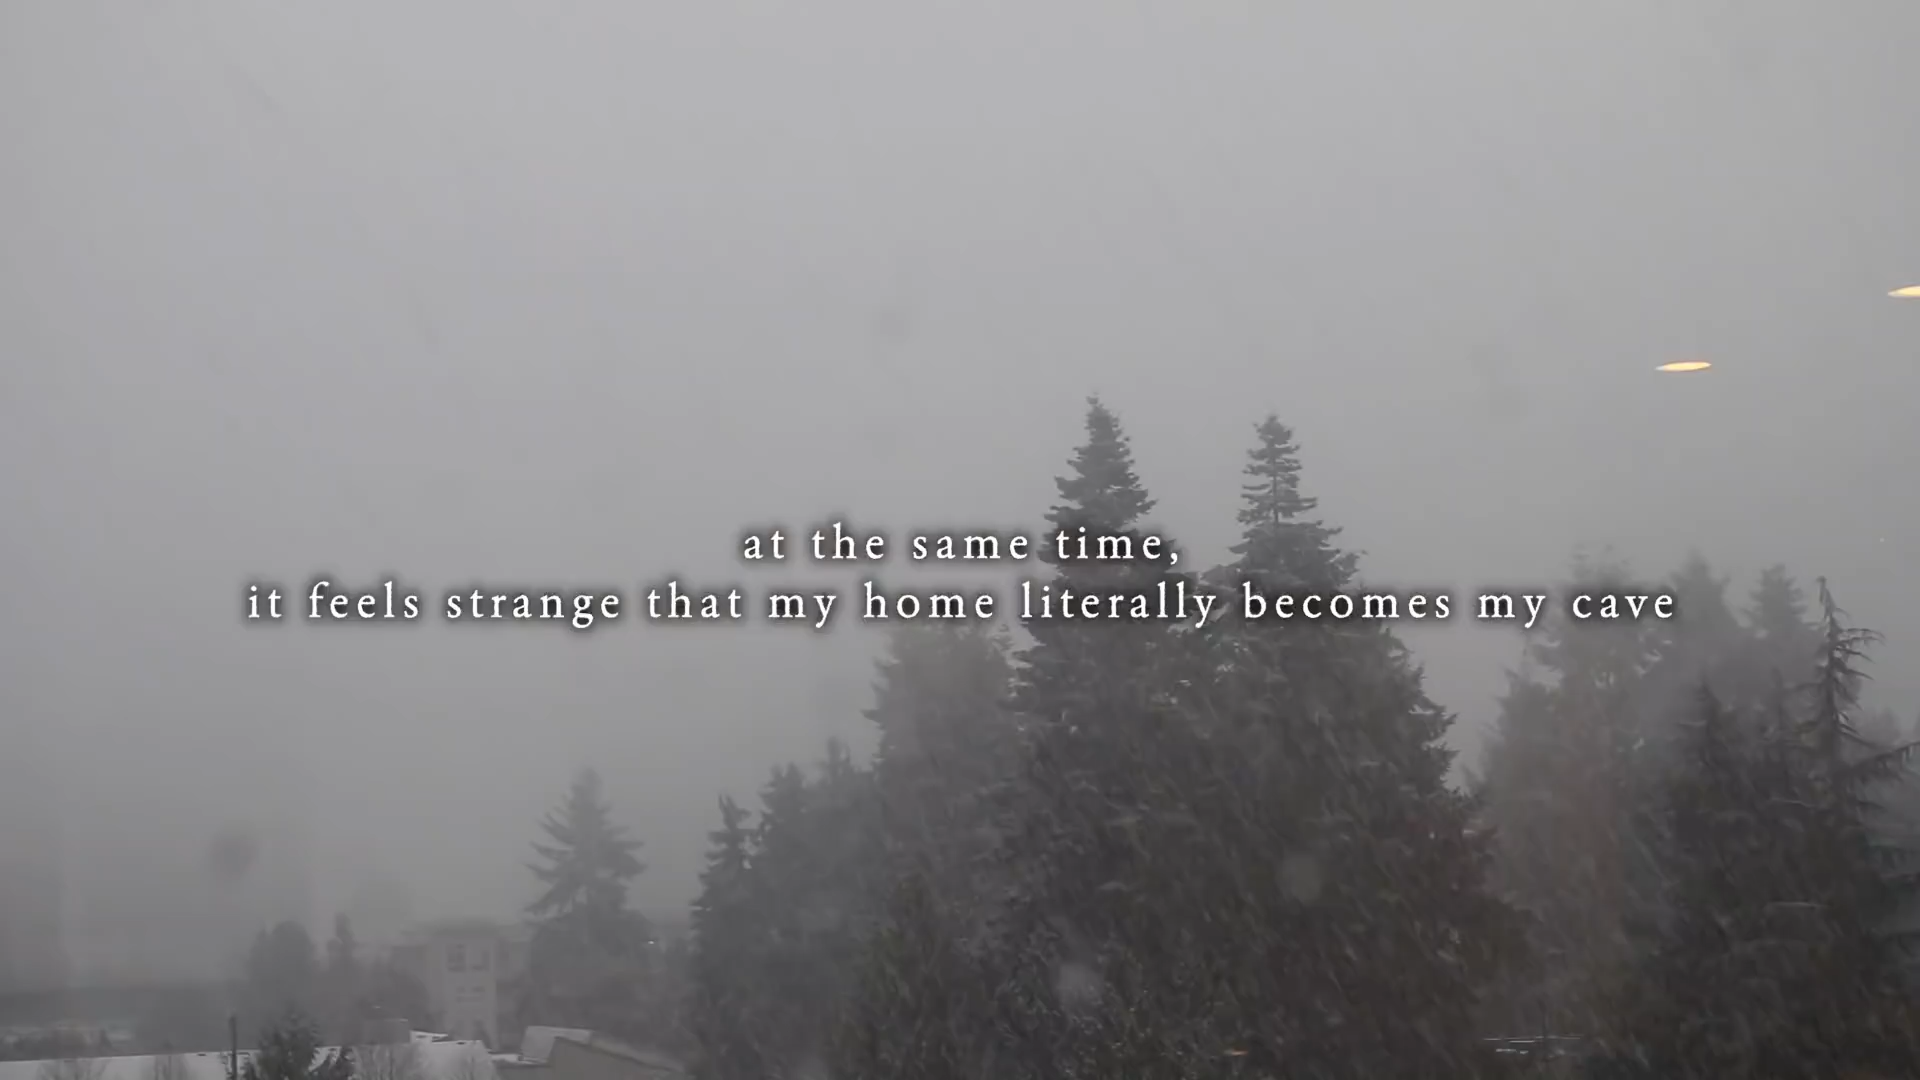 at the same time,
it feels strange that my home literally becomes my cave